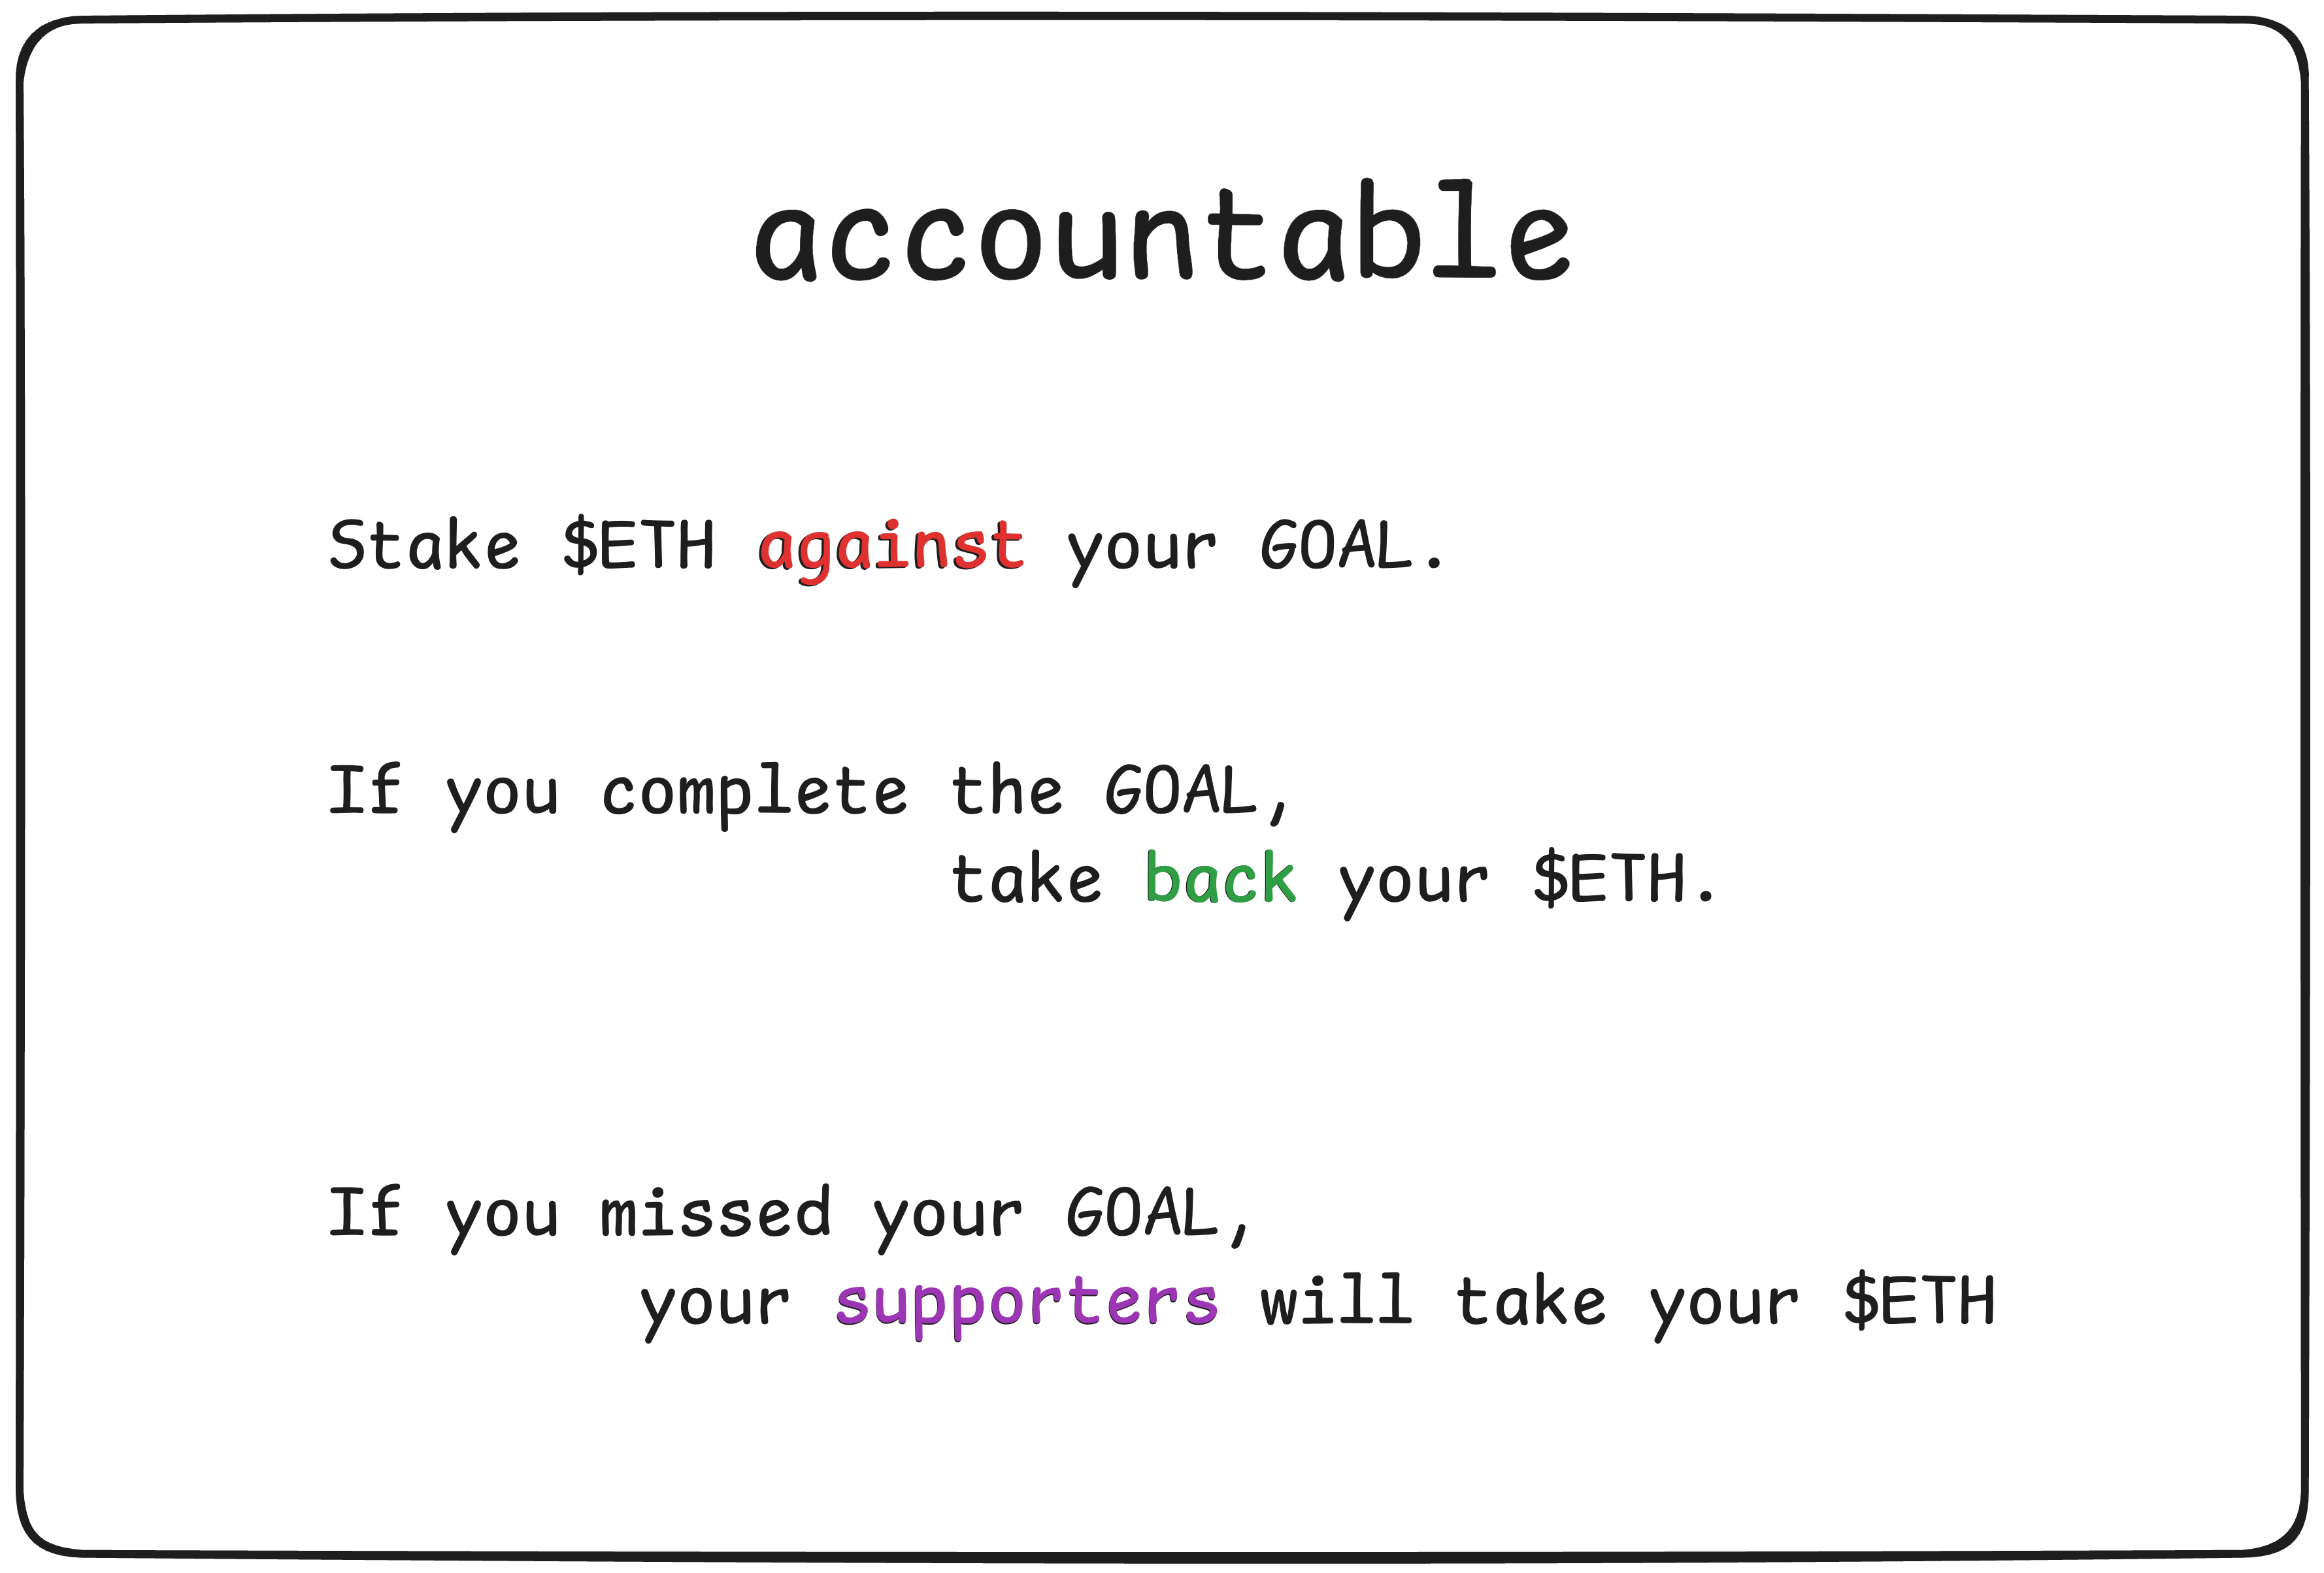 accountable
Stake $ETH against your GOAL.
If you complete the GOAL,
take back your $ETH.
If you missed your GOAL,
your supporters will take your $ETH